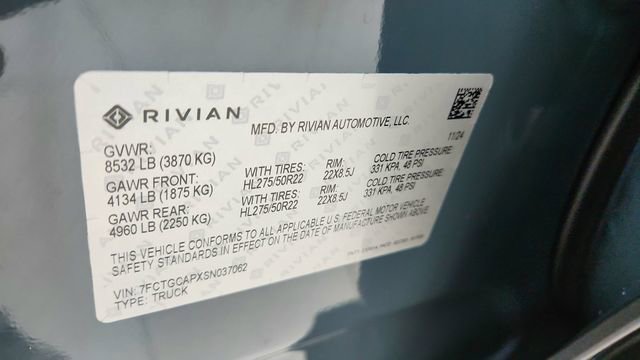 RIVIAN
MFD. BY RIVIAN AUTOMOTIVE, LLC
11/24
GVWR:
8532 LB (3870 KG)
GAWR FRONT: WITH TIRES: RIM: COLD TIRE PRESSURE:
4134 LB (1875 KG) HL275/50R22 22X8.5J 331 KPA, 48 PSI
GAWR REAR: WITH TIRES: RIM: COLD TIRE PRESSURE:
4960 LB (2250 KG) HL275/50R22 22X8.5J 331 KPA, 48 PSI
THIS VEHICLE CONFORMS TO ALL APPLICABLE U.S. FEDERAL MOTOR VEHICLE
SAFETY STANDARDS IN EFFECT ON THE DATE OF MANUFACTURE SHOWN ABOVE.
VIN: 7FCTGCAPXSN037062
TYPE: TRUCK